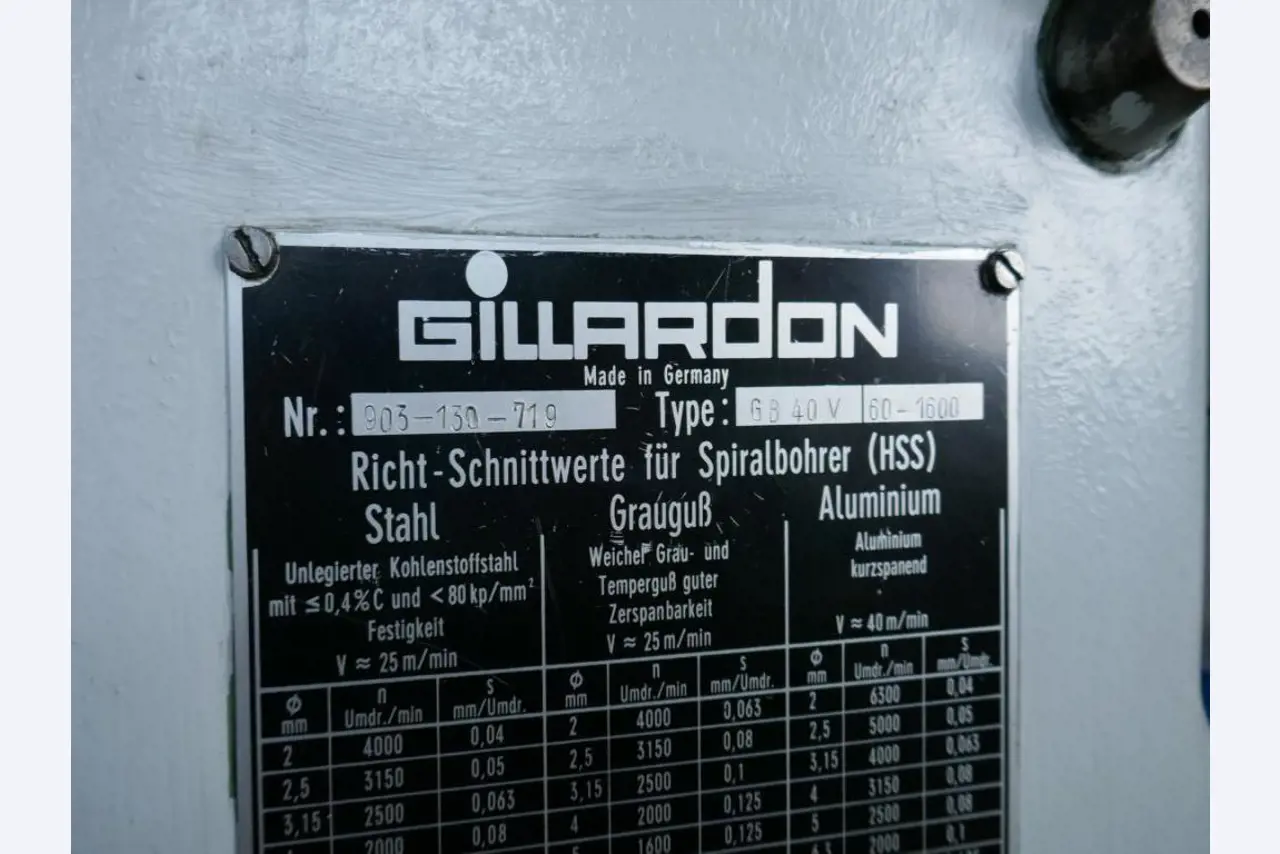 GiLLARdON
Made in Germany
Nr.: 903-130-719 Type: GB 40 V 60-1600
Richt-Schnittwerte für Spiralbohrer (HSS)
Stahl Grauguß Aluminium
Unlegierter Kohlenstoffstahl Weicher Grau- und Aluminium
mit ≤0,4%C und <80kp/mm² Temperguß guter kurzspanend
Festigkeit Zerspanbarkeit
V ≈ 25 m/min V ≈ 25 m/min V ≈ 40 m/min
ϕ n s ϕ n s ϕ n s
mm Umdr./min mm/Umdr. mm Umdr./min mm/Umdr. mm Umdr./min mm/Umdr.
2 4000 0,04 2 4000 0,063 2 6300 0,04
2,5 3150 0,05 2,5 3150 0,08 2,5 5000 0,05
3,15 2500 0,063 3,15 2500 0,1 3,15 4000 0,063
2000 0,08 4 2000 0,125 4 3150 0,08
1600 0,125 5 2500 0,08
2000 0,1